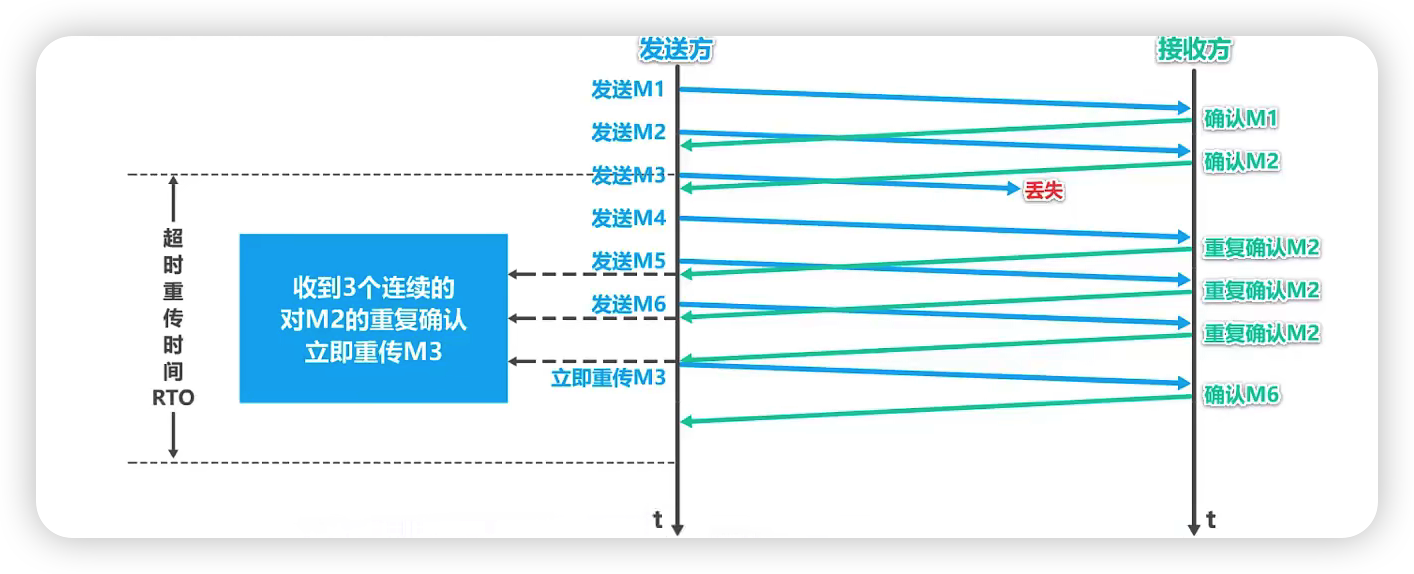 发送方
接收方
发送M1
确认M1
发送M2
确认M2
发送M3
丢失
发送M4
重复确认M2
发送M5
重复确认M2
发送M6
重复确认M2
立即重传M3
确认M6
超
时
重
传
时
间
RTO
收到3个连续的
对M2的重复确认
立即重传M3
t
t